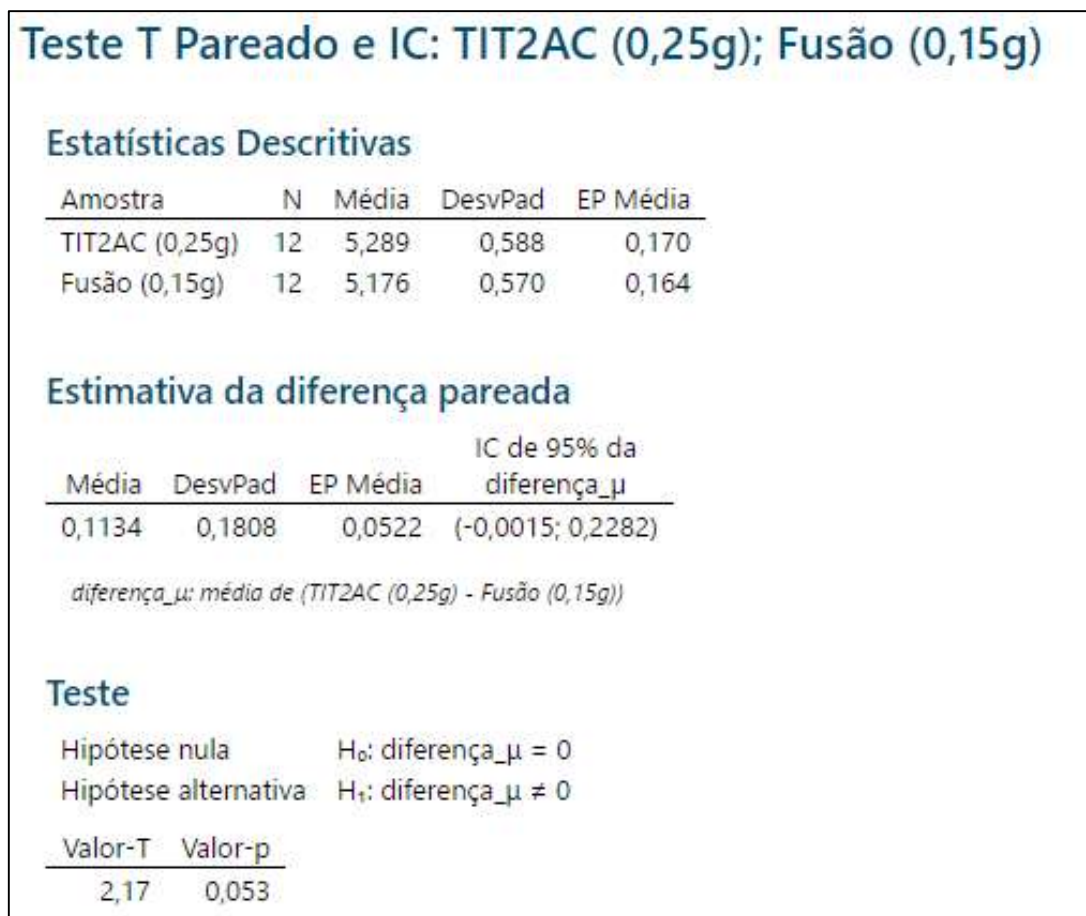 Teste T Pareado e IC: TIT2AC (0,25g); Fusão (0,15g)
Estatísticas Descritivas
Amostra N Média DesvPad EP Média
TIT2AC (0,25g) 12 5,289 0,588 0,170
Fusão (0,15g) 12 5,176 0,570 0,164
Estimativa da diferença pareada
IC de 95% da
Média DesvPad EP Média diferença_μ
0,1134 0,1808 0,0522 (-0,0015; 0,2282)
diferença_μ: média de (TIT2AC (0,25g) - Fusão (0,15g))
Teste
Hipótese nula H₀: diferença_μ = 0
Hipótese alternativa H₁: diferença_μ ≠ 0
Valor-T Valor-p
2,17 0,053